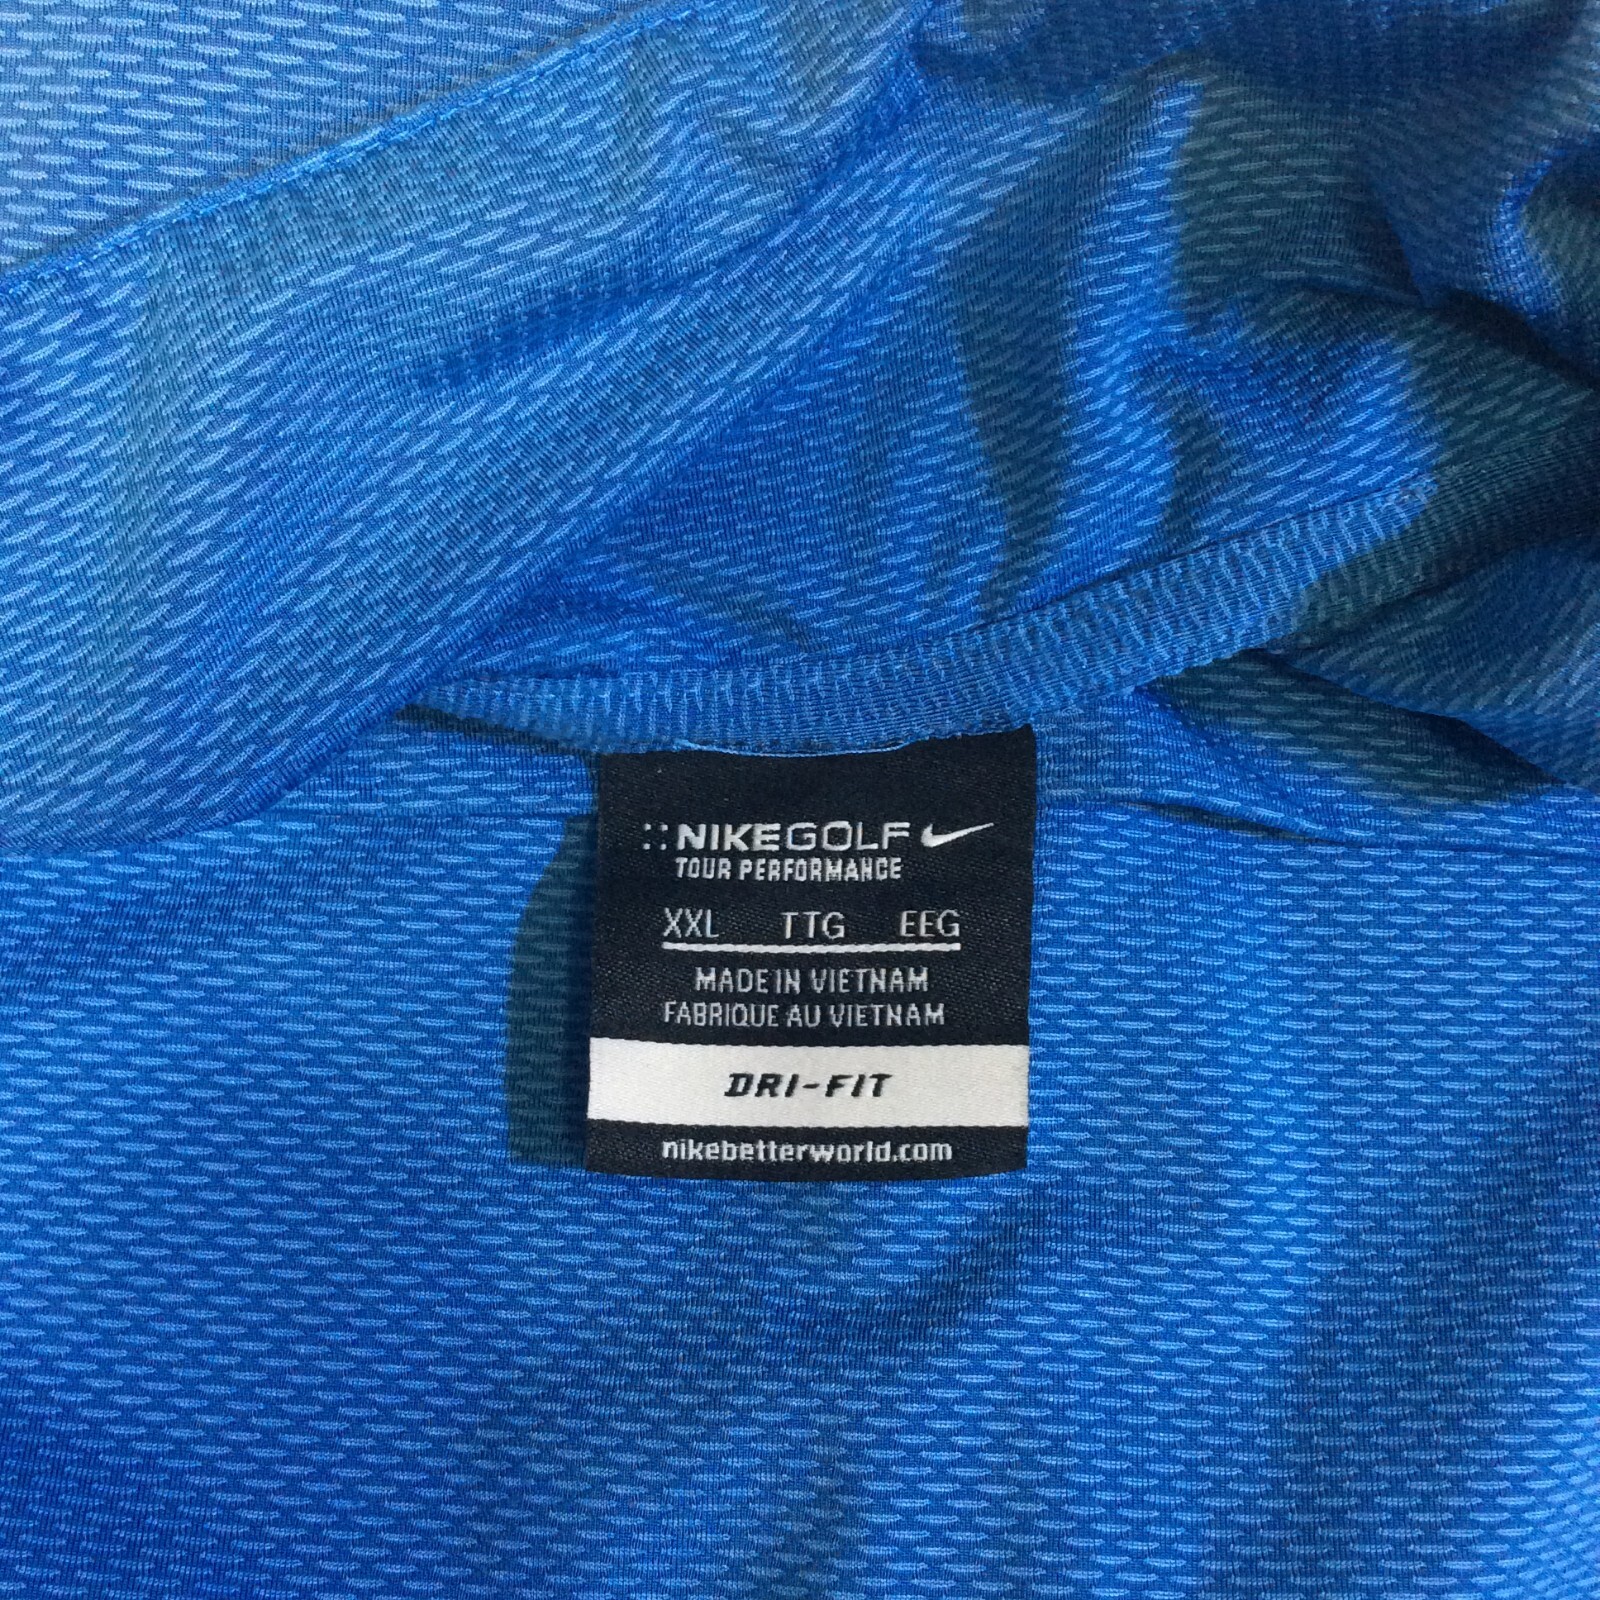 NIKEGOLF
TOUR PERFORMANCE
XXL TTG EEG
MADE IN VIETNAM
FABRIQUE AU VIETNAM
DRI-FIT
nikebetterworld.com